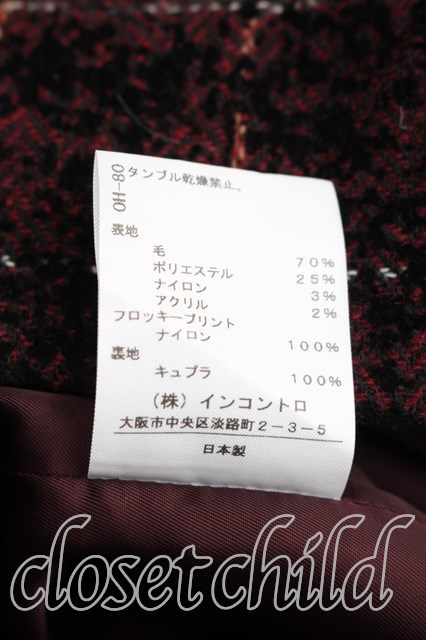 OH-80
タンブル乾燥禁止。
表地
毛 70%
ポリエステル 25%
ナイロン 3%
アクリル 2%
フロッキープリント
ナイロン 100%
裏地
キュプラ 100%
(株) インコントロ
大阪市中央区淡路町2-3-5
日本製
closet child